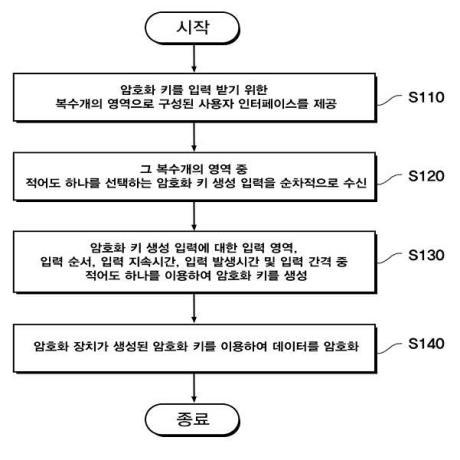 시작
암호화 키를 입력 받기 위한
복수개의 영역으로 구성된 사용자 인터페이스를 제공
S110
그 복수개의 영역 중
적어도 하나를 선택하는 암호화 키 생성 입력을 순차적으로 수신
S120
암호화 키 생성 입력에 대한 입력 영역,
입력 순서, 입력 지속시간, 입력 발생시간 및 입력 간격 중
적어도 하나를 이용하여 암호화 키를 생성
S130
암호화 장치가 생성된 암호화 키를 이용하여 데이터를 암호화
S140
종료